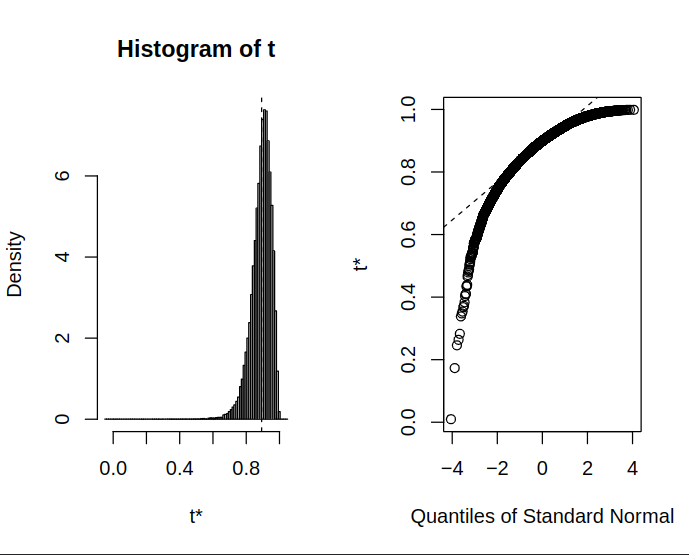 Histogram of t
Density
0 2 4 6
0.0 0.4 0.8
t*
t*
0.0 0.2 0.4 0.6 0.8 1.0
−4 −2 0 2 4
Quantiles of Standard Normal